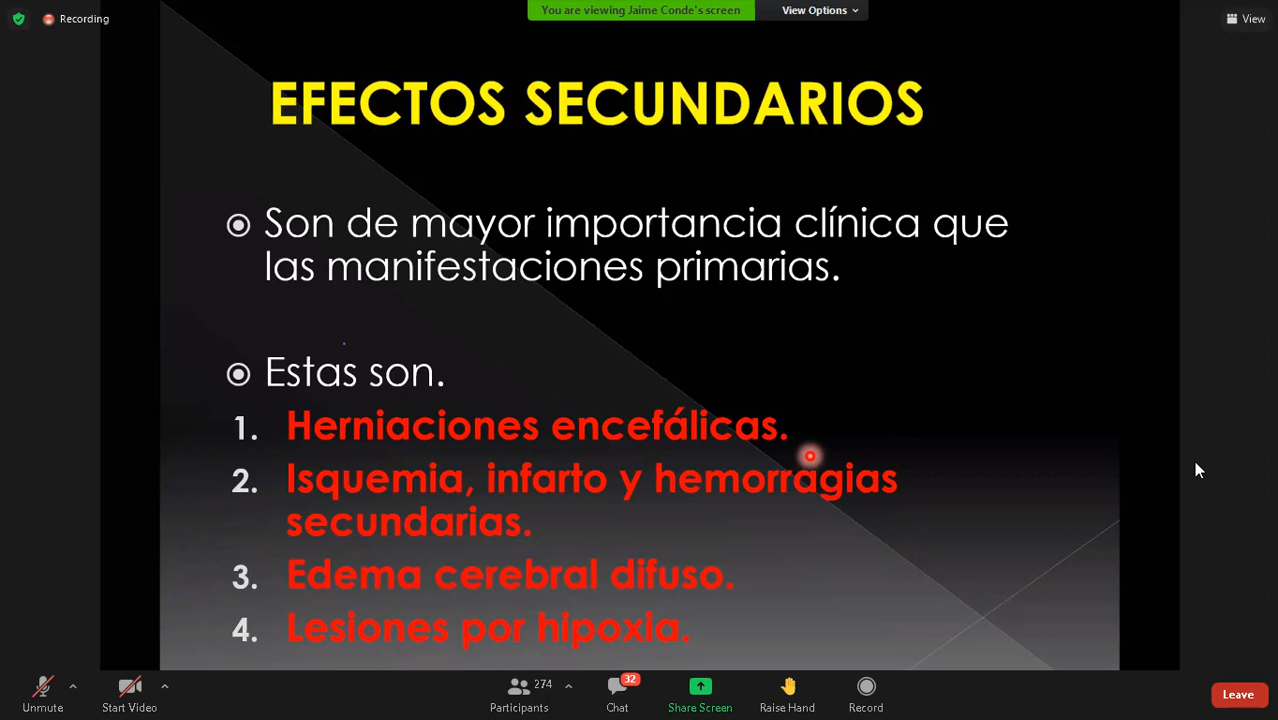 Recording
You are viewing Jaime Conde's screen
View Options
View
EFECTOS SECUNDARIOS
Son de mayor importancia clínica que
las manifestaciones primarias.
Estas son.
1. Herniaciones encefálicas.
2. Isquemia, infarto y hemorragias
secundarias.
3. Edema cerebral difuso.
4. Lesiones por hipoxia.
Unmute
Start Video
Participants
274
Chat
32
Share Screen
Raise Hand
Record
Leave